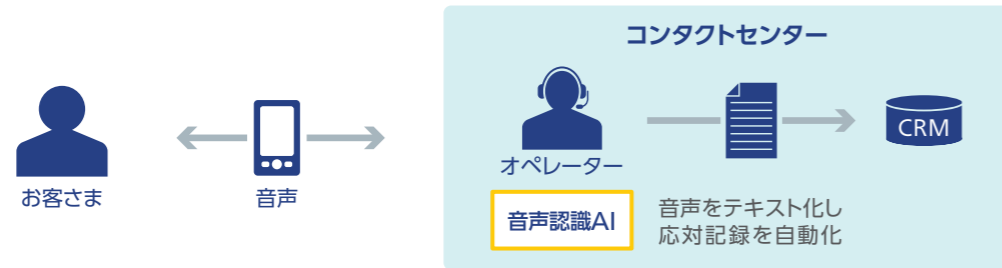 コンタクトセンター
お客さま
音声
オペレーター
CRM
音声認識AI
音声をテキスト化し
応対記録を自動化